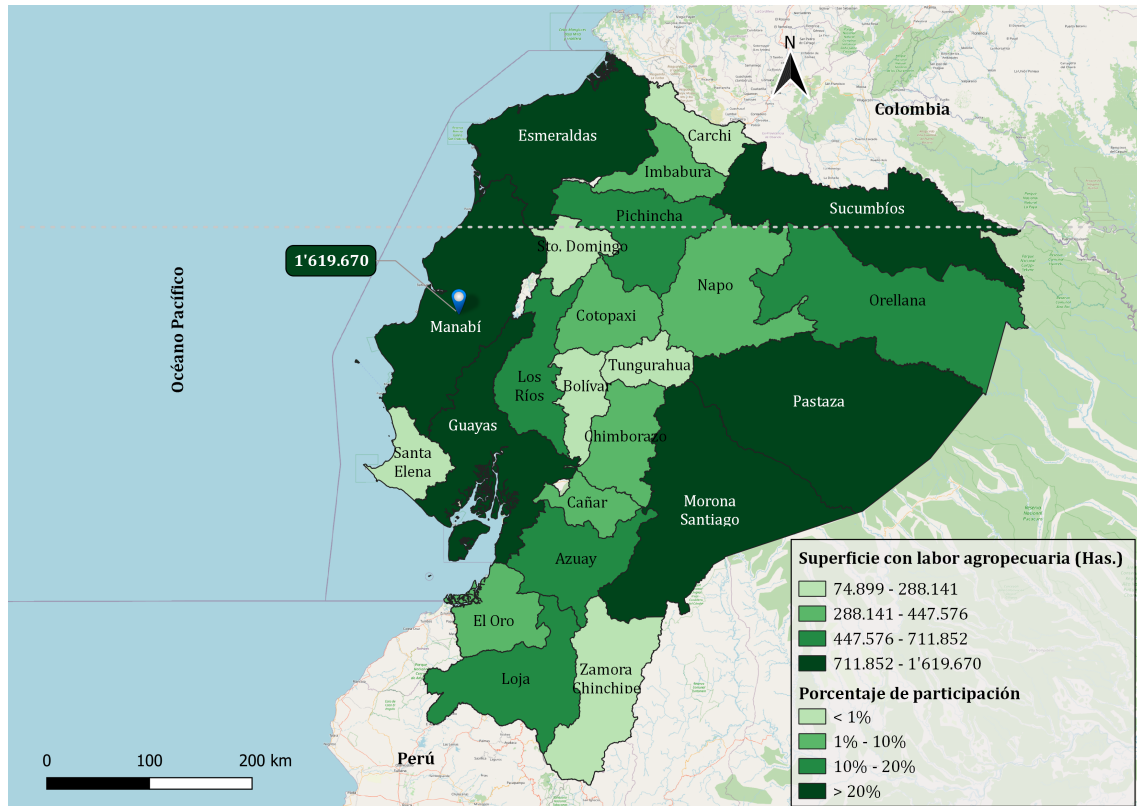 N
Colombia
Esmeraldas
Carchi
Imbabura
Sucumbíos
Pichincha
Sto. Domingo
1'619.670
Napo
Orellana
Océano Pacífico
Manabí
Cotopaxi
Tungurahua
Los
Ríos
Bolívar
Pastaza
Guayas
Chimborazo
Santa
Elena
Cañar
Morona
Santiago
Azuay
El Oro
Loja
Zamora
Chinchipe
Perú
0 100 200 km
Superficie con labor agropecuaria (Has.)
74.899 - 288.141
288.141 - 447.576
447.576 - 711.852
711.852 - 1'619.670
Porcentaje de participación
< 1%
1% - 10%
10% - 20%
> 20%